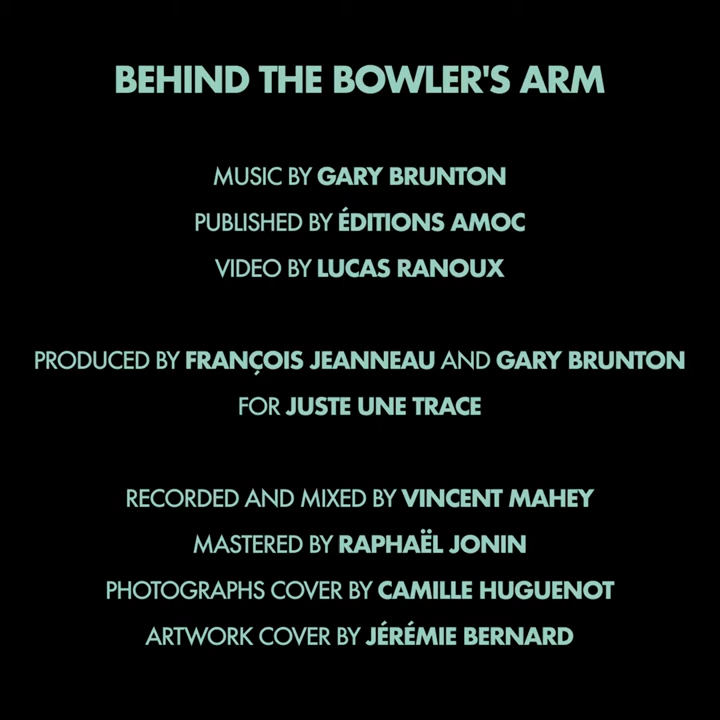 BEHIND THE BOWLER'S ARM
MUSIC BY GARY BRUNTON
PUBLISHED BY ÉDITIONS AMOC
VIDEO BY LUCAS RANOUX
PRODUCED BY FRANÇOIS JEANNEAU AND GARY BRUNTON
FOR JUSTE UNE TRACE
RECORDED AND MIXED BY VINCENT MAHEY
MASTERED BY RAPHAËL JONIN
PHOTOGRAPHS COVER BY CAMILLE HUGUENOT
ARTWORK COVER BY JÉRÉMIE BERNARD